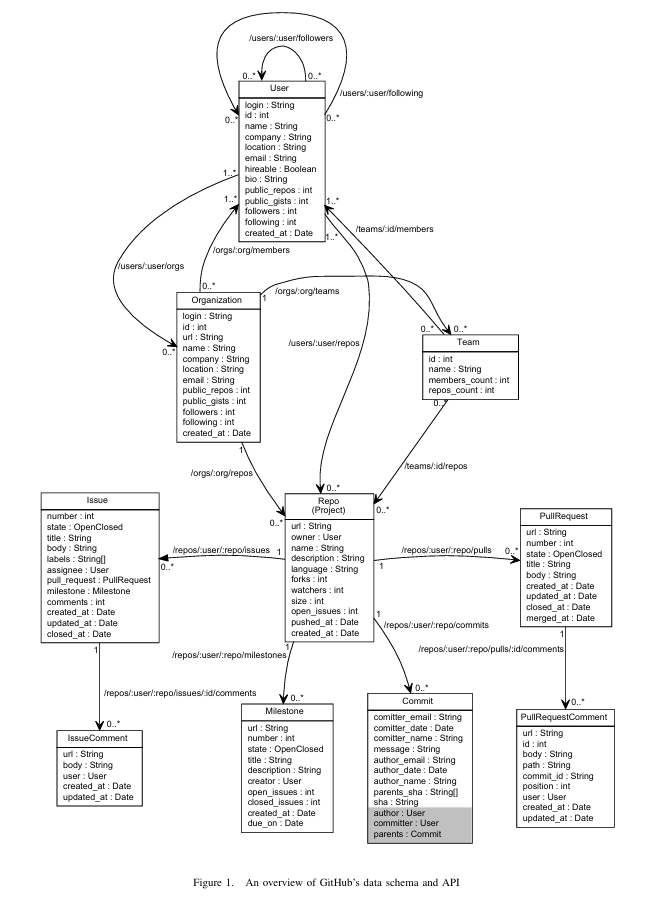 /users/:user/followers
0..*
0..*
User
/users/:user/following
0..*
0..*
login : String
id : int
name : String
company : String
location : String
email : String
hireable : Boolean
bio : String
public_repos : int
public_gists : int
followers : int
following : int
created_at : Date
1..*
1..*
1..*
1..*
/teams/:id/members
/orgs/:org/members
/users/:user/orgs
0..*
1
/orgs/:org/teams
Organization
login : String
id : int
url : String
name : String
company : String
location : String
email : String
public_repos : int
public_gists : int
followers : int
following : int
created_at : Date
0..*
/users/:user/repos
0..*
0..*
Team
id : int
name : String
members_count : int
repos_count : int
0..*
1
/orgs/:org/repos
/teams/:id/repos
0..*
0..*
0..*
Repo
(Project)
url : String
owner : User
name : String
description : String
language : String
forks : int
watchers : int
size : int
open_issues : int
pushed_at : Date
created_at : Date
Issue
number : int
state : OpenClosed
title : String
body : String
labels : String[]
assignee : User
pull_request : PullRequest
milestone : Milestone
comments : int
created_at : Date
updated_at : Date
closed_at : Date
/repos/:user/:repo/issues
1
0..*
/repos/:user/:repo/pulls
0..*
1
PullRequest
url : String
number : int
state : OpenClosed
title : String
body : String
created_at : Date
updated_at : Date
closed_at : Date
merged_at : Date
1
/repos/:user/:repo/commits
1
/repos/:user/:repo/milestones
1
/repos/:user/:repo/pulls/:id/comments
1
/repos/:user/:repo/issues/:id/comments
0..*
0..*
0..*
0..*
IssueComment
url : String
body : String
user : User
created_at : Date
updated_at : Date
Milestone
url : String
number : int
state : OpenClosed
title : String
description : String
creator : User
open_issues : int
closed_issues : int
created_at : Date
due_on : Date
Commit
comitter_email : String
comitter_date : Date
comitter_name : String
message : String
author_email : String
author_date : Date
author_name : String
parents_sha : String[]
sha : String
author : User
committer : User
parents : Commit
PullRequestComment
url : String
id : int
body : String
path : String
commit_id : String
position : int
user : User
created_at : Date
updated_at : Date
Figure 1. An overview of GitHub's data schema and API